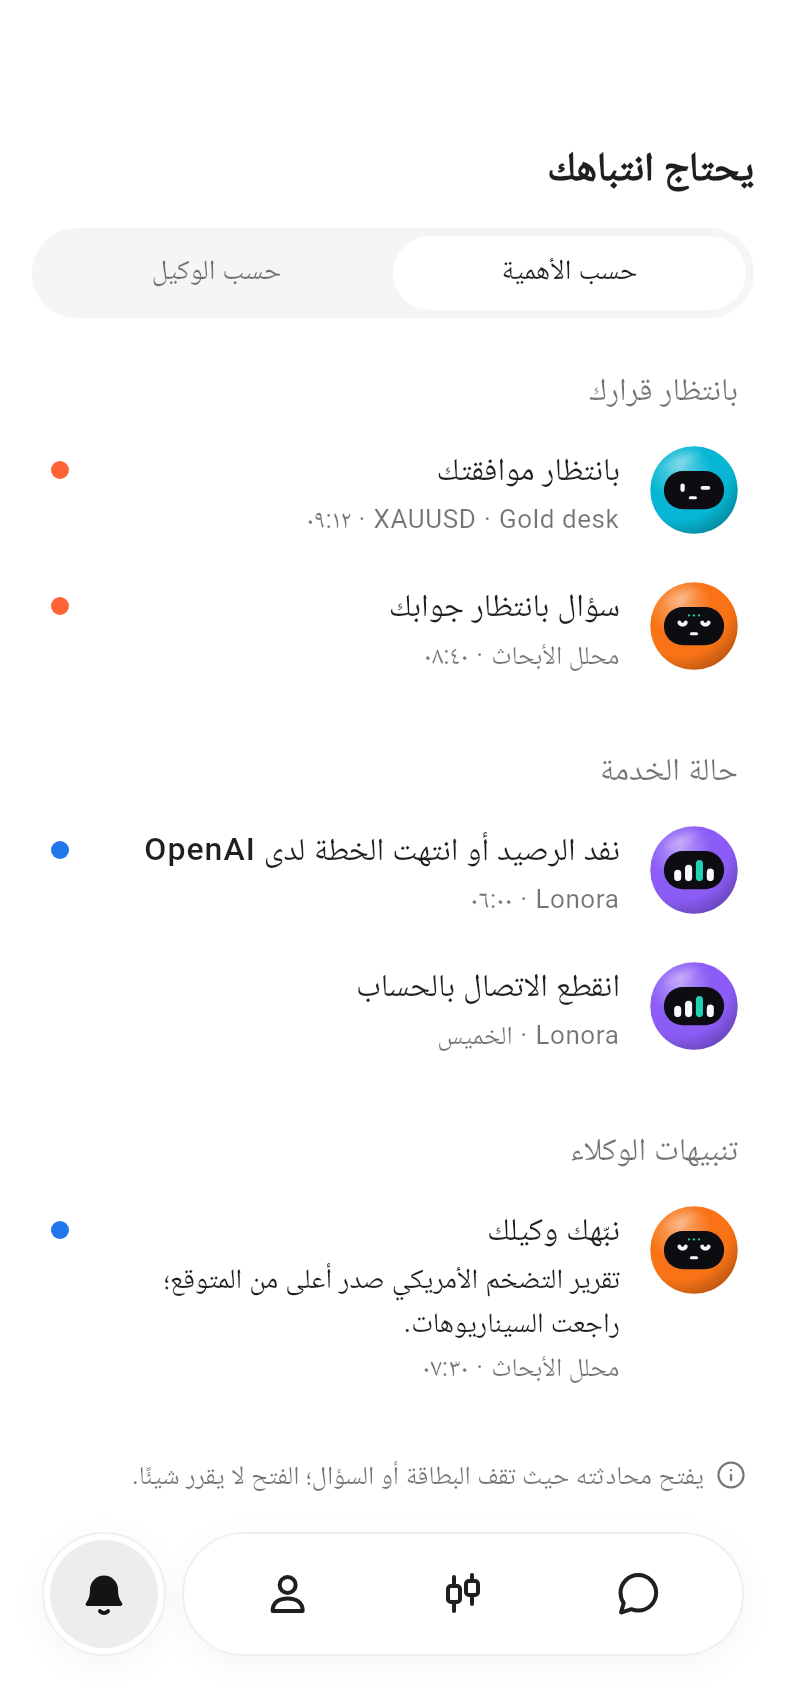 يحتاج انتباهك
حسب الأهمية
حسب الوكيل
بانتظار قرارك
بانتظار موافقتك
Gold desk · XAUUSD · ٠٩:١٢
سؤال بانتظار جوابك
محلل الأبحاث · ٠٨:٤٠
حالة الخدمة
نفد الرصيد أو انتهت الخطة لدى OpenAI
Lonora · ٠٦:٠٠
انقطع الاتصال بالحساب
Lonora · الخميس
تنبيهات الوكلاء
نبّهك وكيلك
تقرير التضخم الأمريكي صدر أعلى من المتوقع؛
راجعت السيناريوهات.
محلل الأبحاث · ٠٧:٣٠
يفتح محادثته حيث تقف البطاقة أو السؤال؛ الفتح لا يقرر شيئًا.